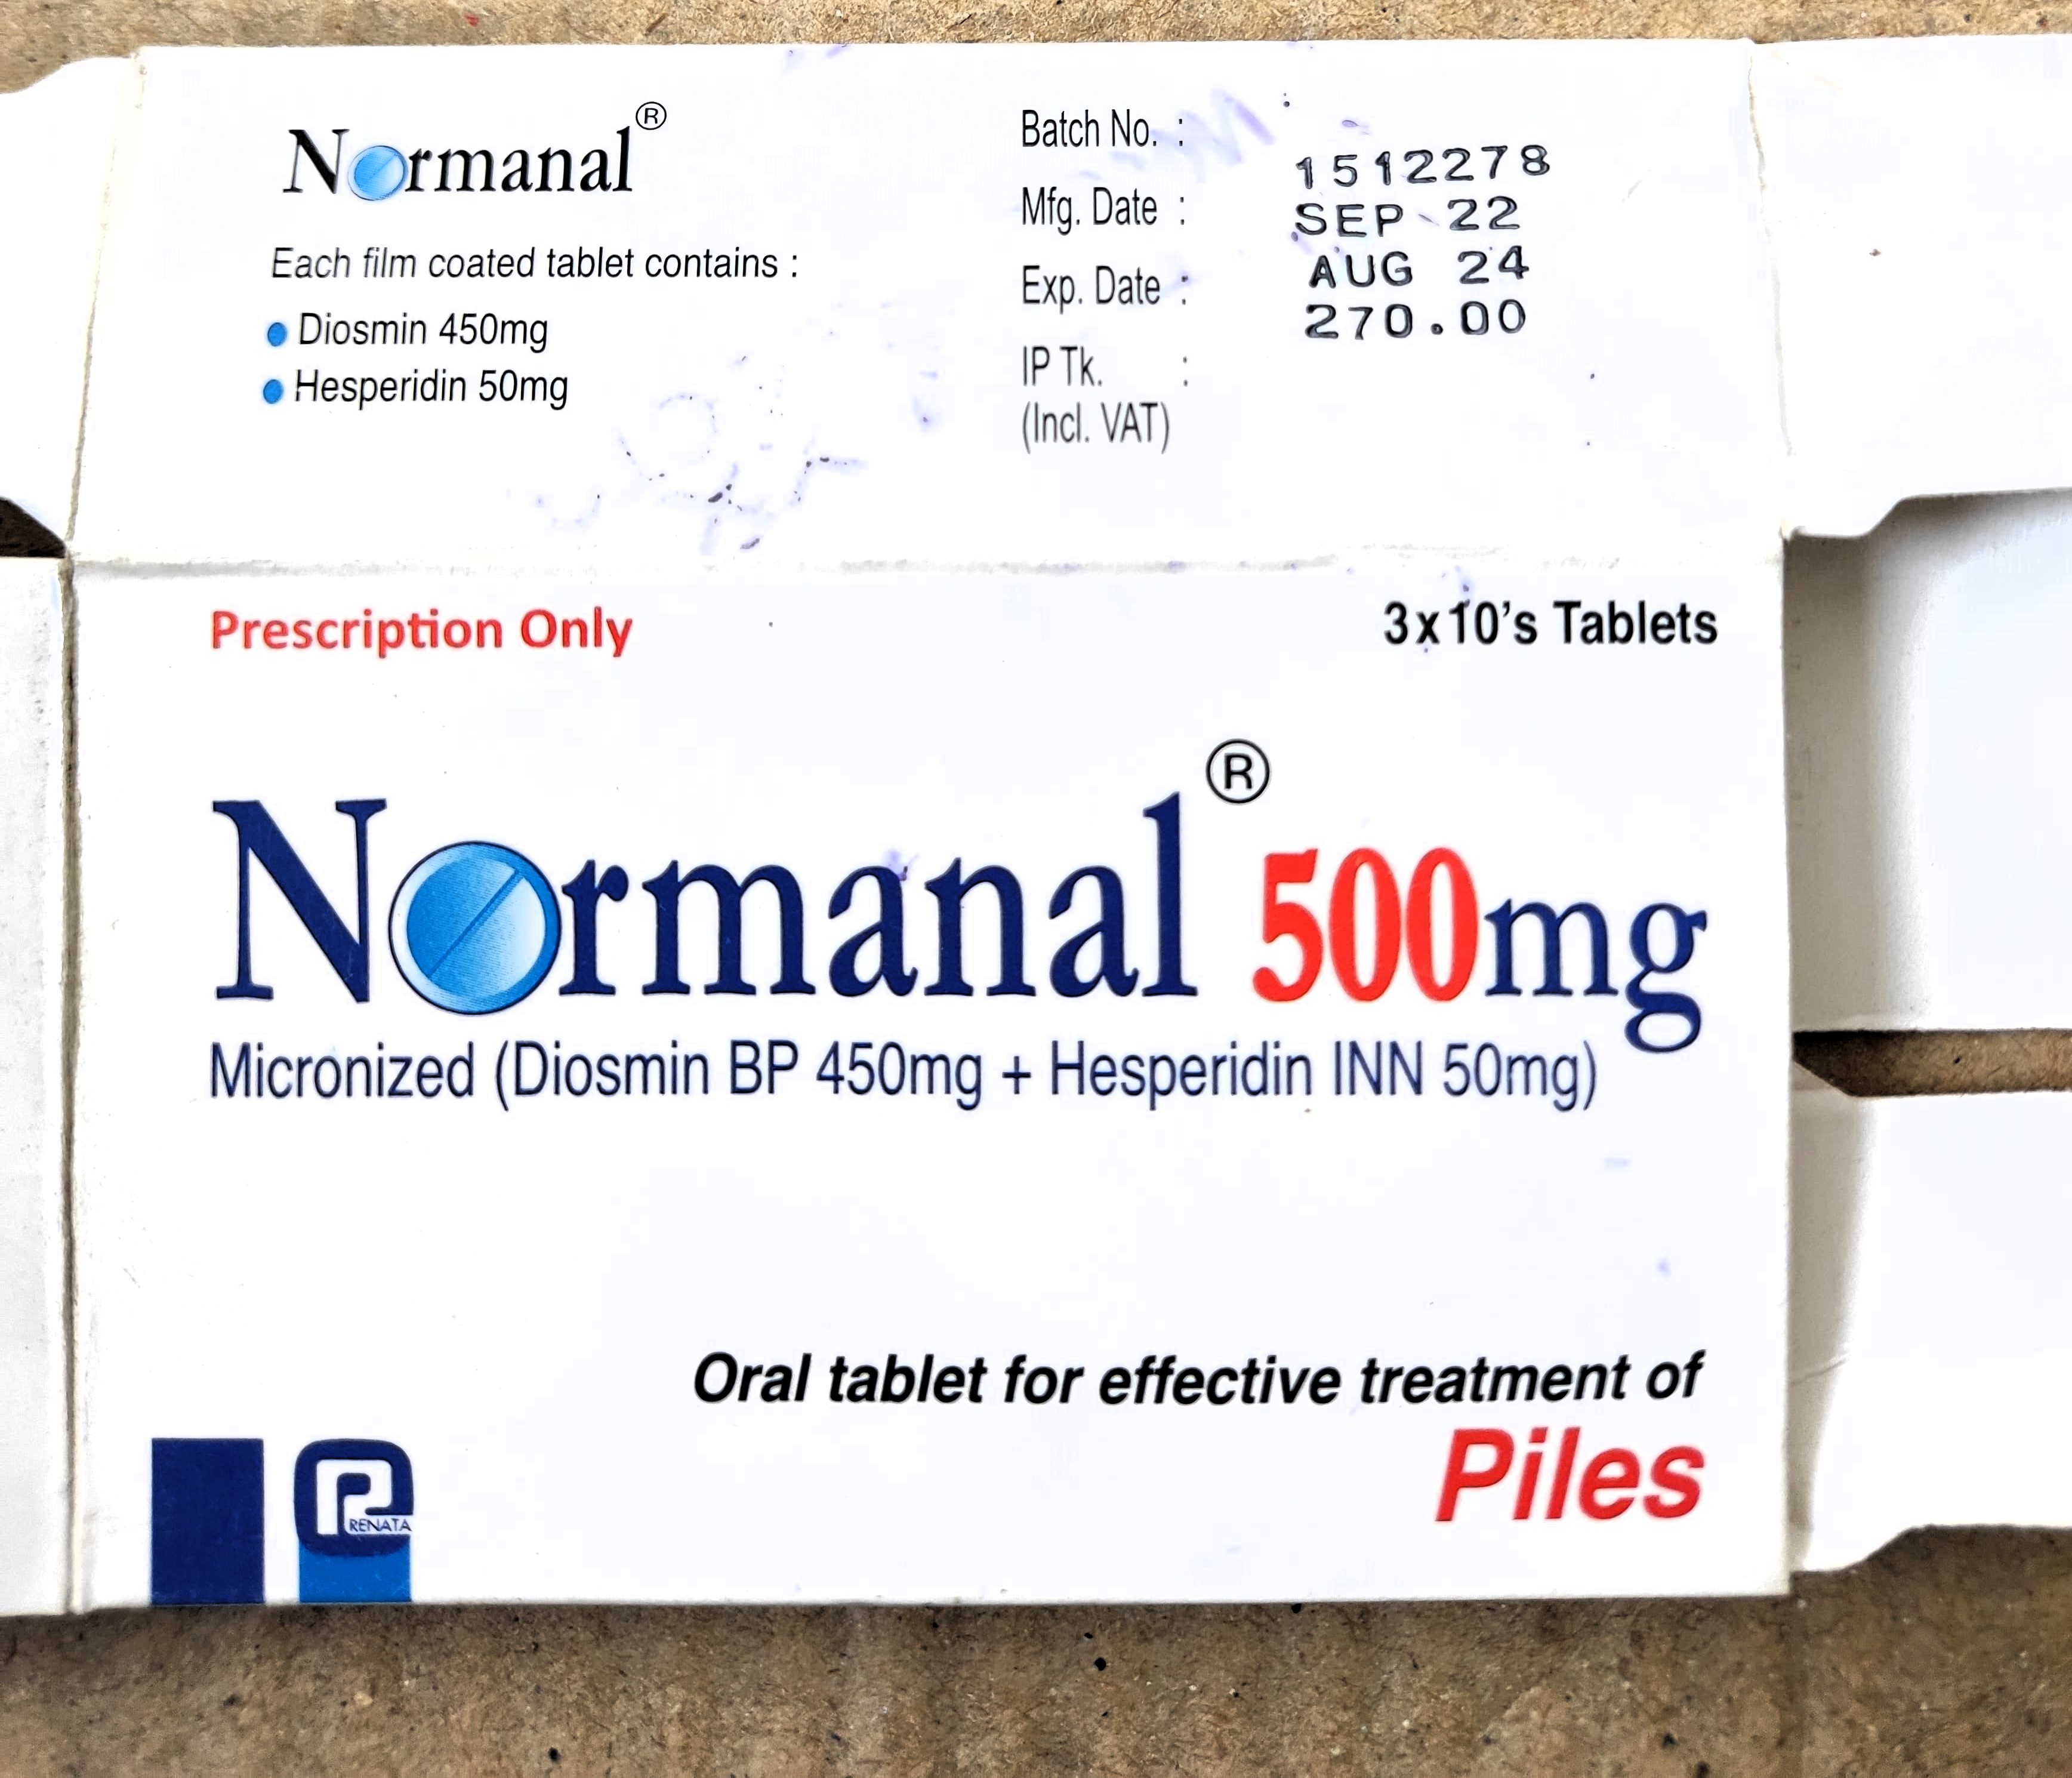 Normanal®
Each film coated tablet contains :
Diosmin 450mg
Hesperidin 50mg
Batch No. : 1512278
Mfg. Date : SEP 22
Exp. Date : AUG 24
IP Tk. : 270.00
(Incl. VAT)
Prescription Only
3x10's Tablets
Normanal® 500mg
Micronized (Diosmin BP 450mg + Hesperidin INN 50mg)
Oral tablet for effective treatment of
Piles
RENATA